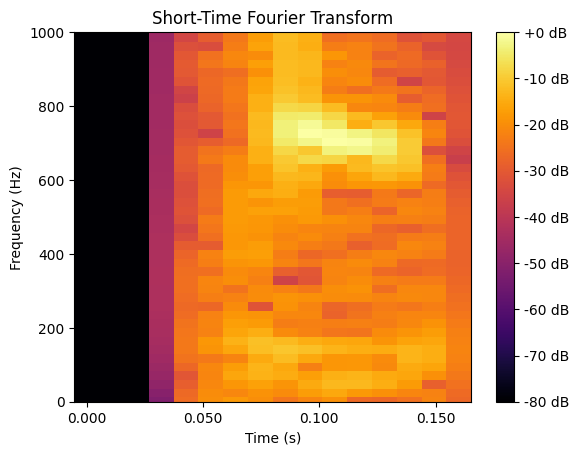 Short-Time Fourier Transform
1000
800
600
400
200
0
Frequency (Hz)
0.000
0.050
0.100
0.150
Time (s)
+0 dB
-10 dB
-20 dB
-30 dB
-40 dB
-50 dB
-60 dB
-70 dB
-80 dB